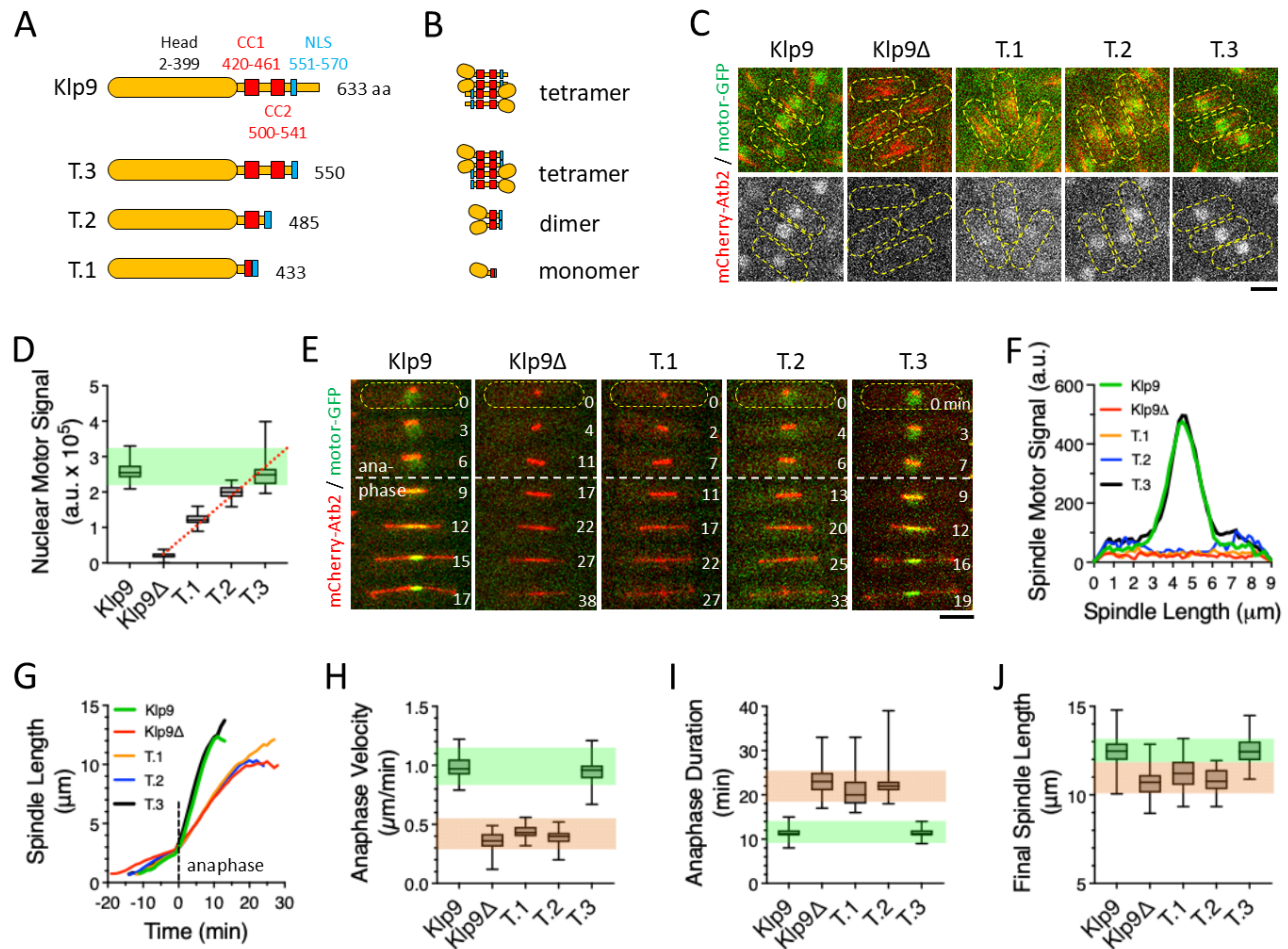 A
Head
2-399
CC1
420-461
NLS
551-570
Klp9
633 aa
CC2
500-541
T.3
550
T.2
485
T.1
433
B
tetramer
tetramer
dimer
monomer
C
Klp9
Klp9Δ
T.1
T.2
T.3
mCherry-Atb2 / motor-GFP
D
Nuclear Motor Signal
(a.u. x 10⁵)
5
4
3
2
1
0
Klp9
Klp9Δ
T.1
T.2
T.3
E
Klp9
Klp9Δ
T.1
T.2
T.3
mCherry-Atb2 / motor-GFP
0
0
0
0
0 min
3
4
2
4
3
6
11
7
6
7
ana-
phase
9
17
11
13
9
12
22
17
20
12
15
27
22
25
16
17
38
27
33
19
F
Spindle Motor Signal (a.u.)
600
400
200
0
Klp9
Klp9Δ
T.1
T.2
T.3
0 1 2 3 4 5 6 7 8 9
Spindle Length (μm)
G
Spindle Length
(μm)
15
10
5
0
Klp9
Klp9Δ
T.1
T.2
T.3
anaphase
-20 -10 0 10 20 30
Time (min)
H
Anaphase Velocity
(μm/min)
1.5
1.0
0.5
0.0
Klp9
Klp9Δ
T.1
T.2
T.3
I
Anaphase Duration
(min)
40
30
20
10
0
Klp9
Klp9Δ
T.1
T.2
T.3
J
Final Spindle Length
(μm)
15
10
5
Klp9
Klp9Δ
T.1
T.2
T.3